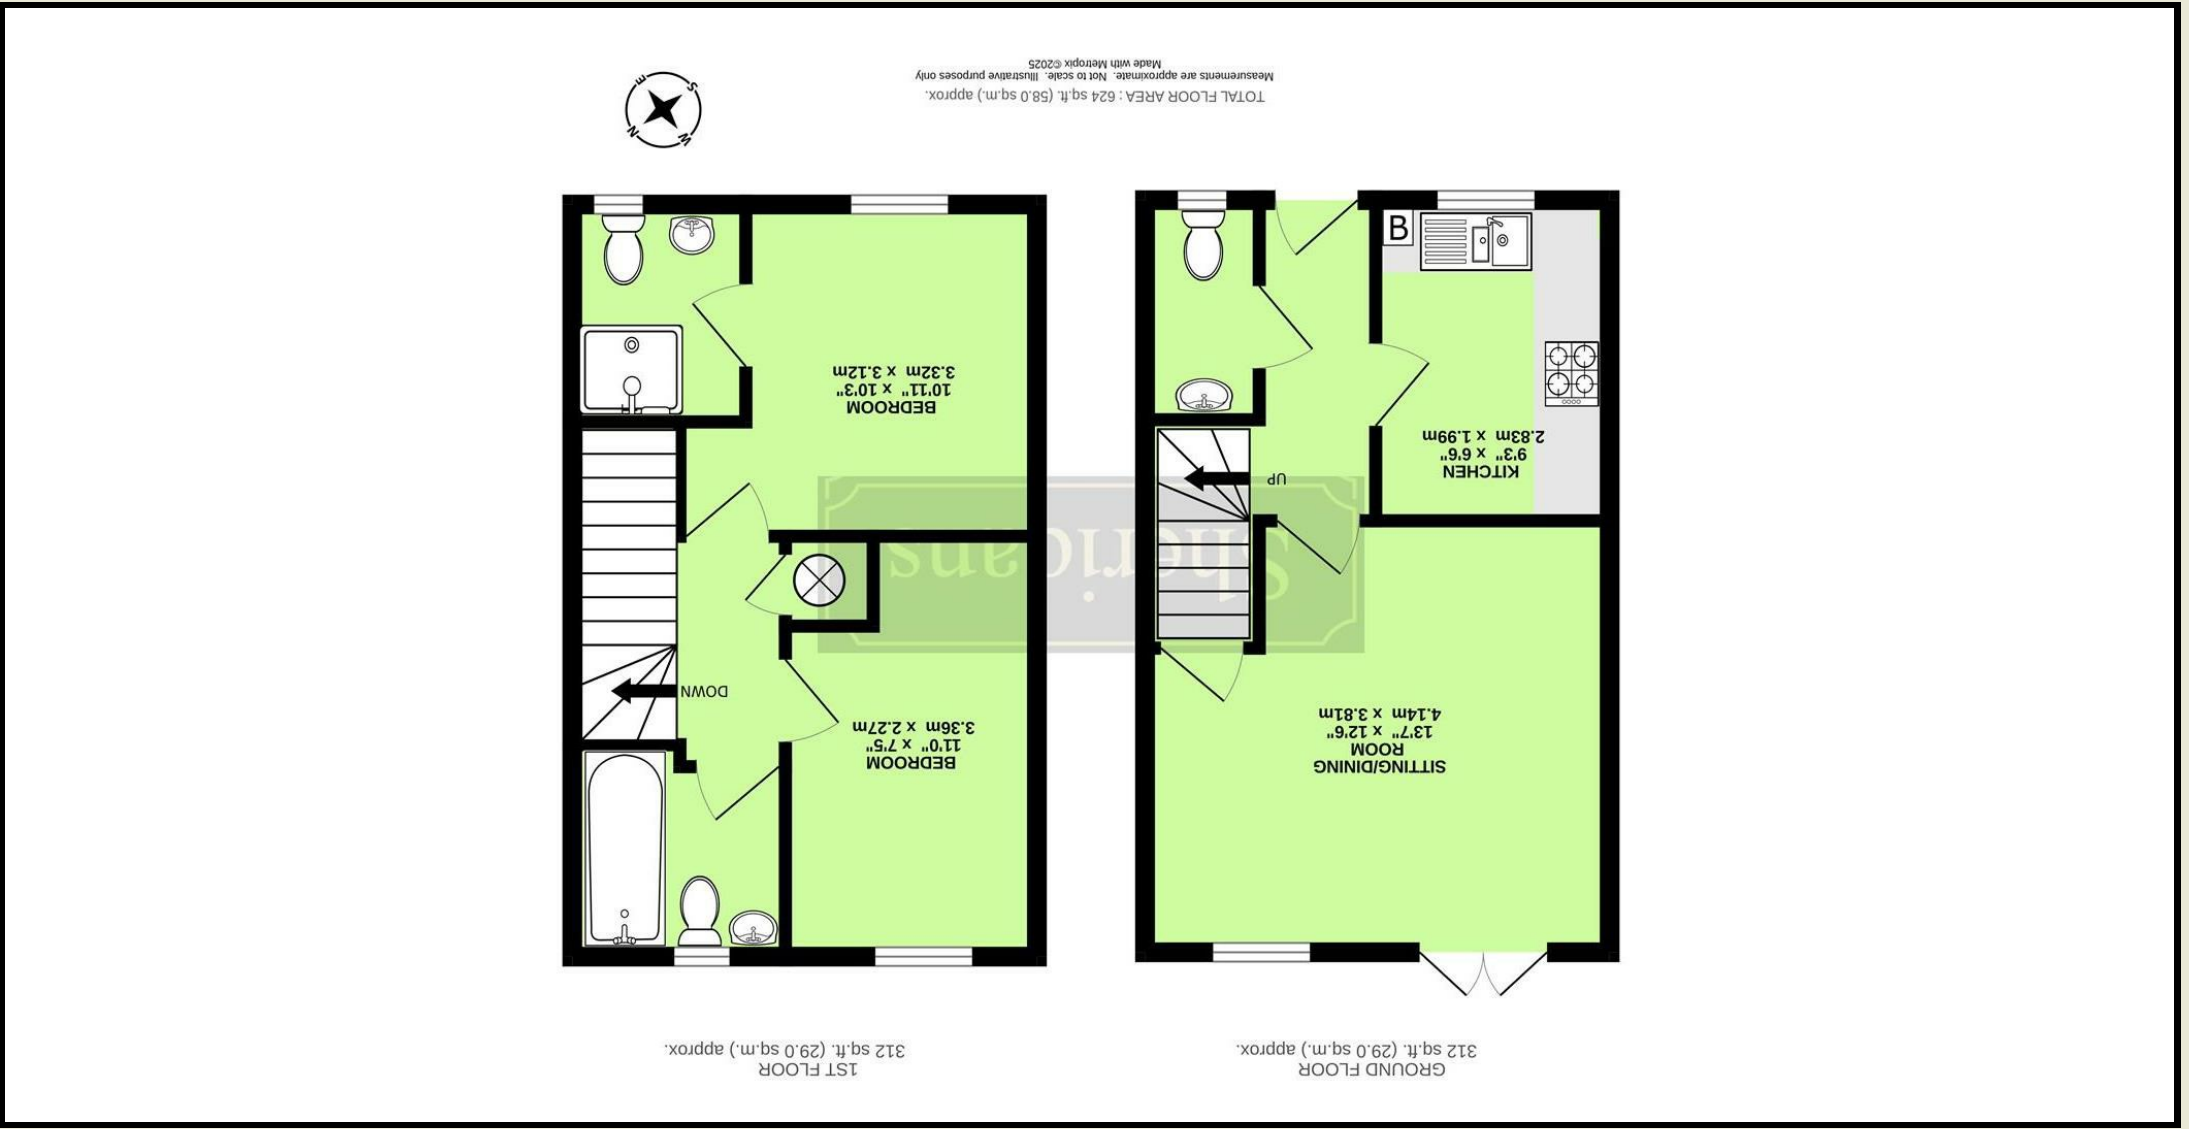 GROUND FLOOR
312 sq.ft. (29.0 sq.m.) approx.
1ST FLOOR
312 sq.ft. (29.0 sq.m.) approx.
SITTING/DINING
ROOM
13'7" x 12'6"
4.14m x 3.81m
BEDROOM
11'0" x 7'5"
3.36m x 2.27m
DOWN
KITCHEN
9'3" x 6'6"
2.83m x 1.99m
UP
BEDROOM
10'11" x 10'3"
3.32m x 3.12m
B
Sheridans
N
E
S
W
TOTAL FLOOR AREA : 624 sq.ft. (58.0 sq.m.) approx.
Measurements are approximate. Not to scale. Illustrative purposes only
Made with Metropix ©2025